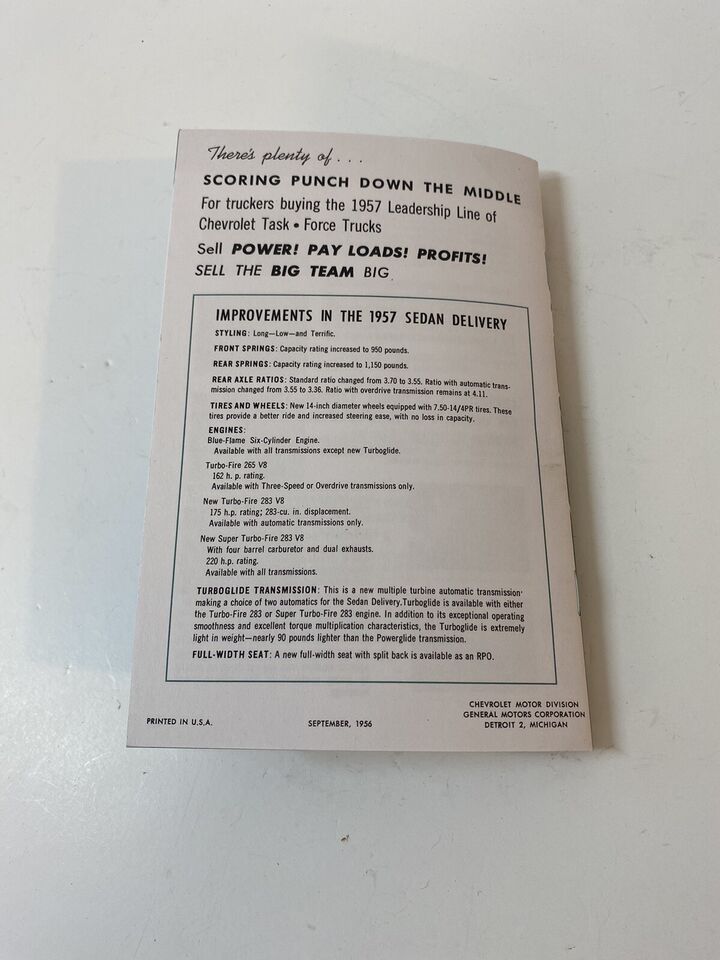 There's plenty of . . .
SCORING PUNCH DOWN THE MIDDLE
For truckers buying the 1957 Leadership Line of
Chevrolet Task • Force Trucks
Sell POWER! PAY LOADS! PROFITS!
SELL THE BIG TEAM BIG
IMPROVEMENTS IN THE 1957 SEDAN DELIVERY
STYLING: Long—Low—and Terrific.
FRONT SPRINGS: Capacity rating increased to 950 pounds.
REAR SPRINGS: Capacity rating increased to 1,150 pounds.
REAR AXLE RATIOS: Standard ratio changed from 3.70 to 3.55. Ratio with automatic trans-
mission changed from 3.55 to 3.36. Ratio with overdrive transmission remains at 4.11.
TIRES AND WHEELS: New 14-inch diameter wheels equipped with 7.50-14/4PR tires. These
tires provide a better ride and increased steering ease, with no loss in capacity.
ENGINES:
Blue-Flame Six-Cylinder Engine.
Available with all transmissions except new Turboglide.
Turbo-Fire 265 V8
162 h. p. rating.
Available with Three-Speed or Overdrive transmissions only.
New Turbo-Fire 283 V8
175 h.p. rating; 283-cu. in. displacement.
Available with automatic transmissions only.
New Super Turbo-Fire 283 V8
With four barrel carburetor and dual exhausts.
220 h.p. rating.
Available with all transmissions.
TURBOGLIDE TRANSMISSION: This is a new multiple turbine automatic transmission
making a choice of two automatics for the Sedan Delivery. Turboglide is available with either
the Turbo-Fire 283 or Super Turbo-Fire 283 engine. In addition to its exceptional operating
smoothness and excellent torque multiplication characteristics, the Turboglide is extremely
light in weight—nearly 90 pounds lighter than the Powerglide transmission.
FULL-WIDTH SEAT: A new full-width seat with split back is available as an RPO.
PRINTED IN U.S.A.
SEPTEMBER, 1956
CHEVROLET MOTOR DIVISION
GENERAL MOTORS CORPORATION
DETROIT 2, MICHIGAN